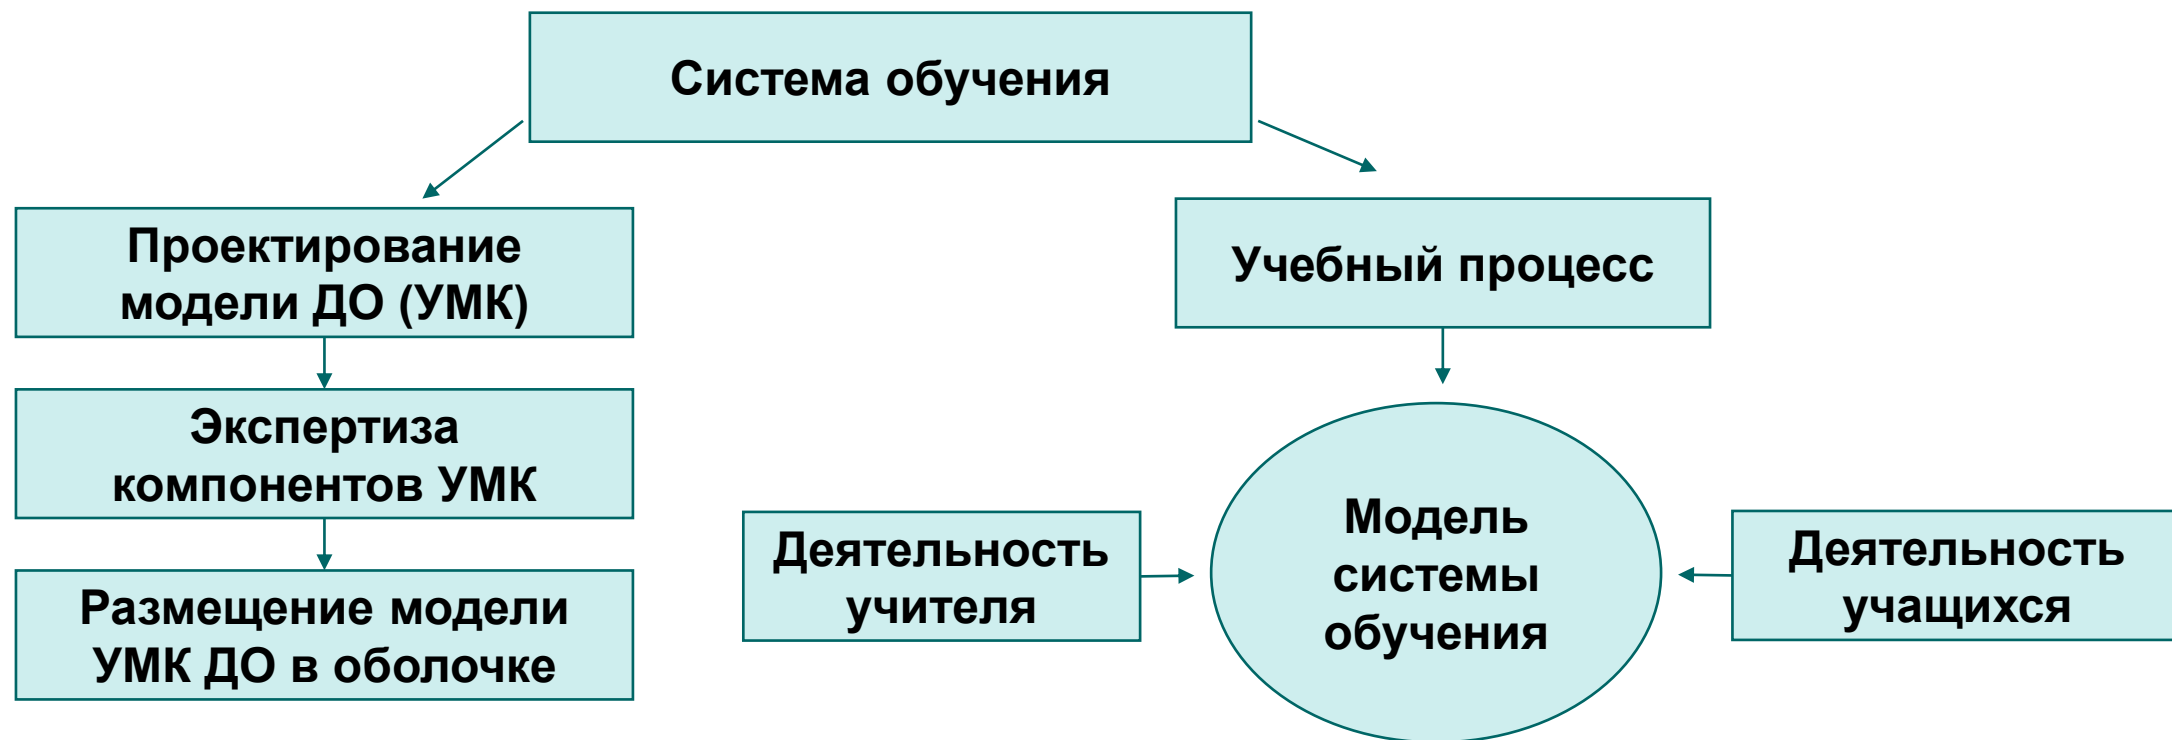 Система обучения
Проектирование
модели ДО (УМК)
Учебный процесс
Экспертиза
компонентов УМК
Размещение модели
УМК ДО в оболочке
Деятельность
учителя
Модель
системы
обучения
Деятельность
учащихся